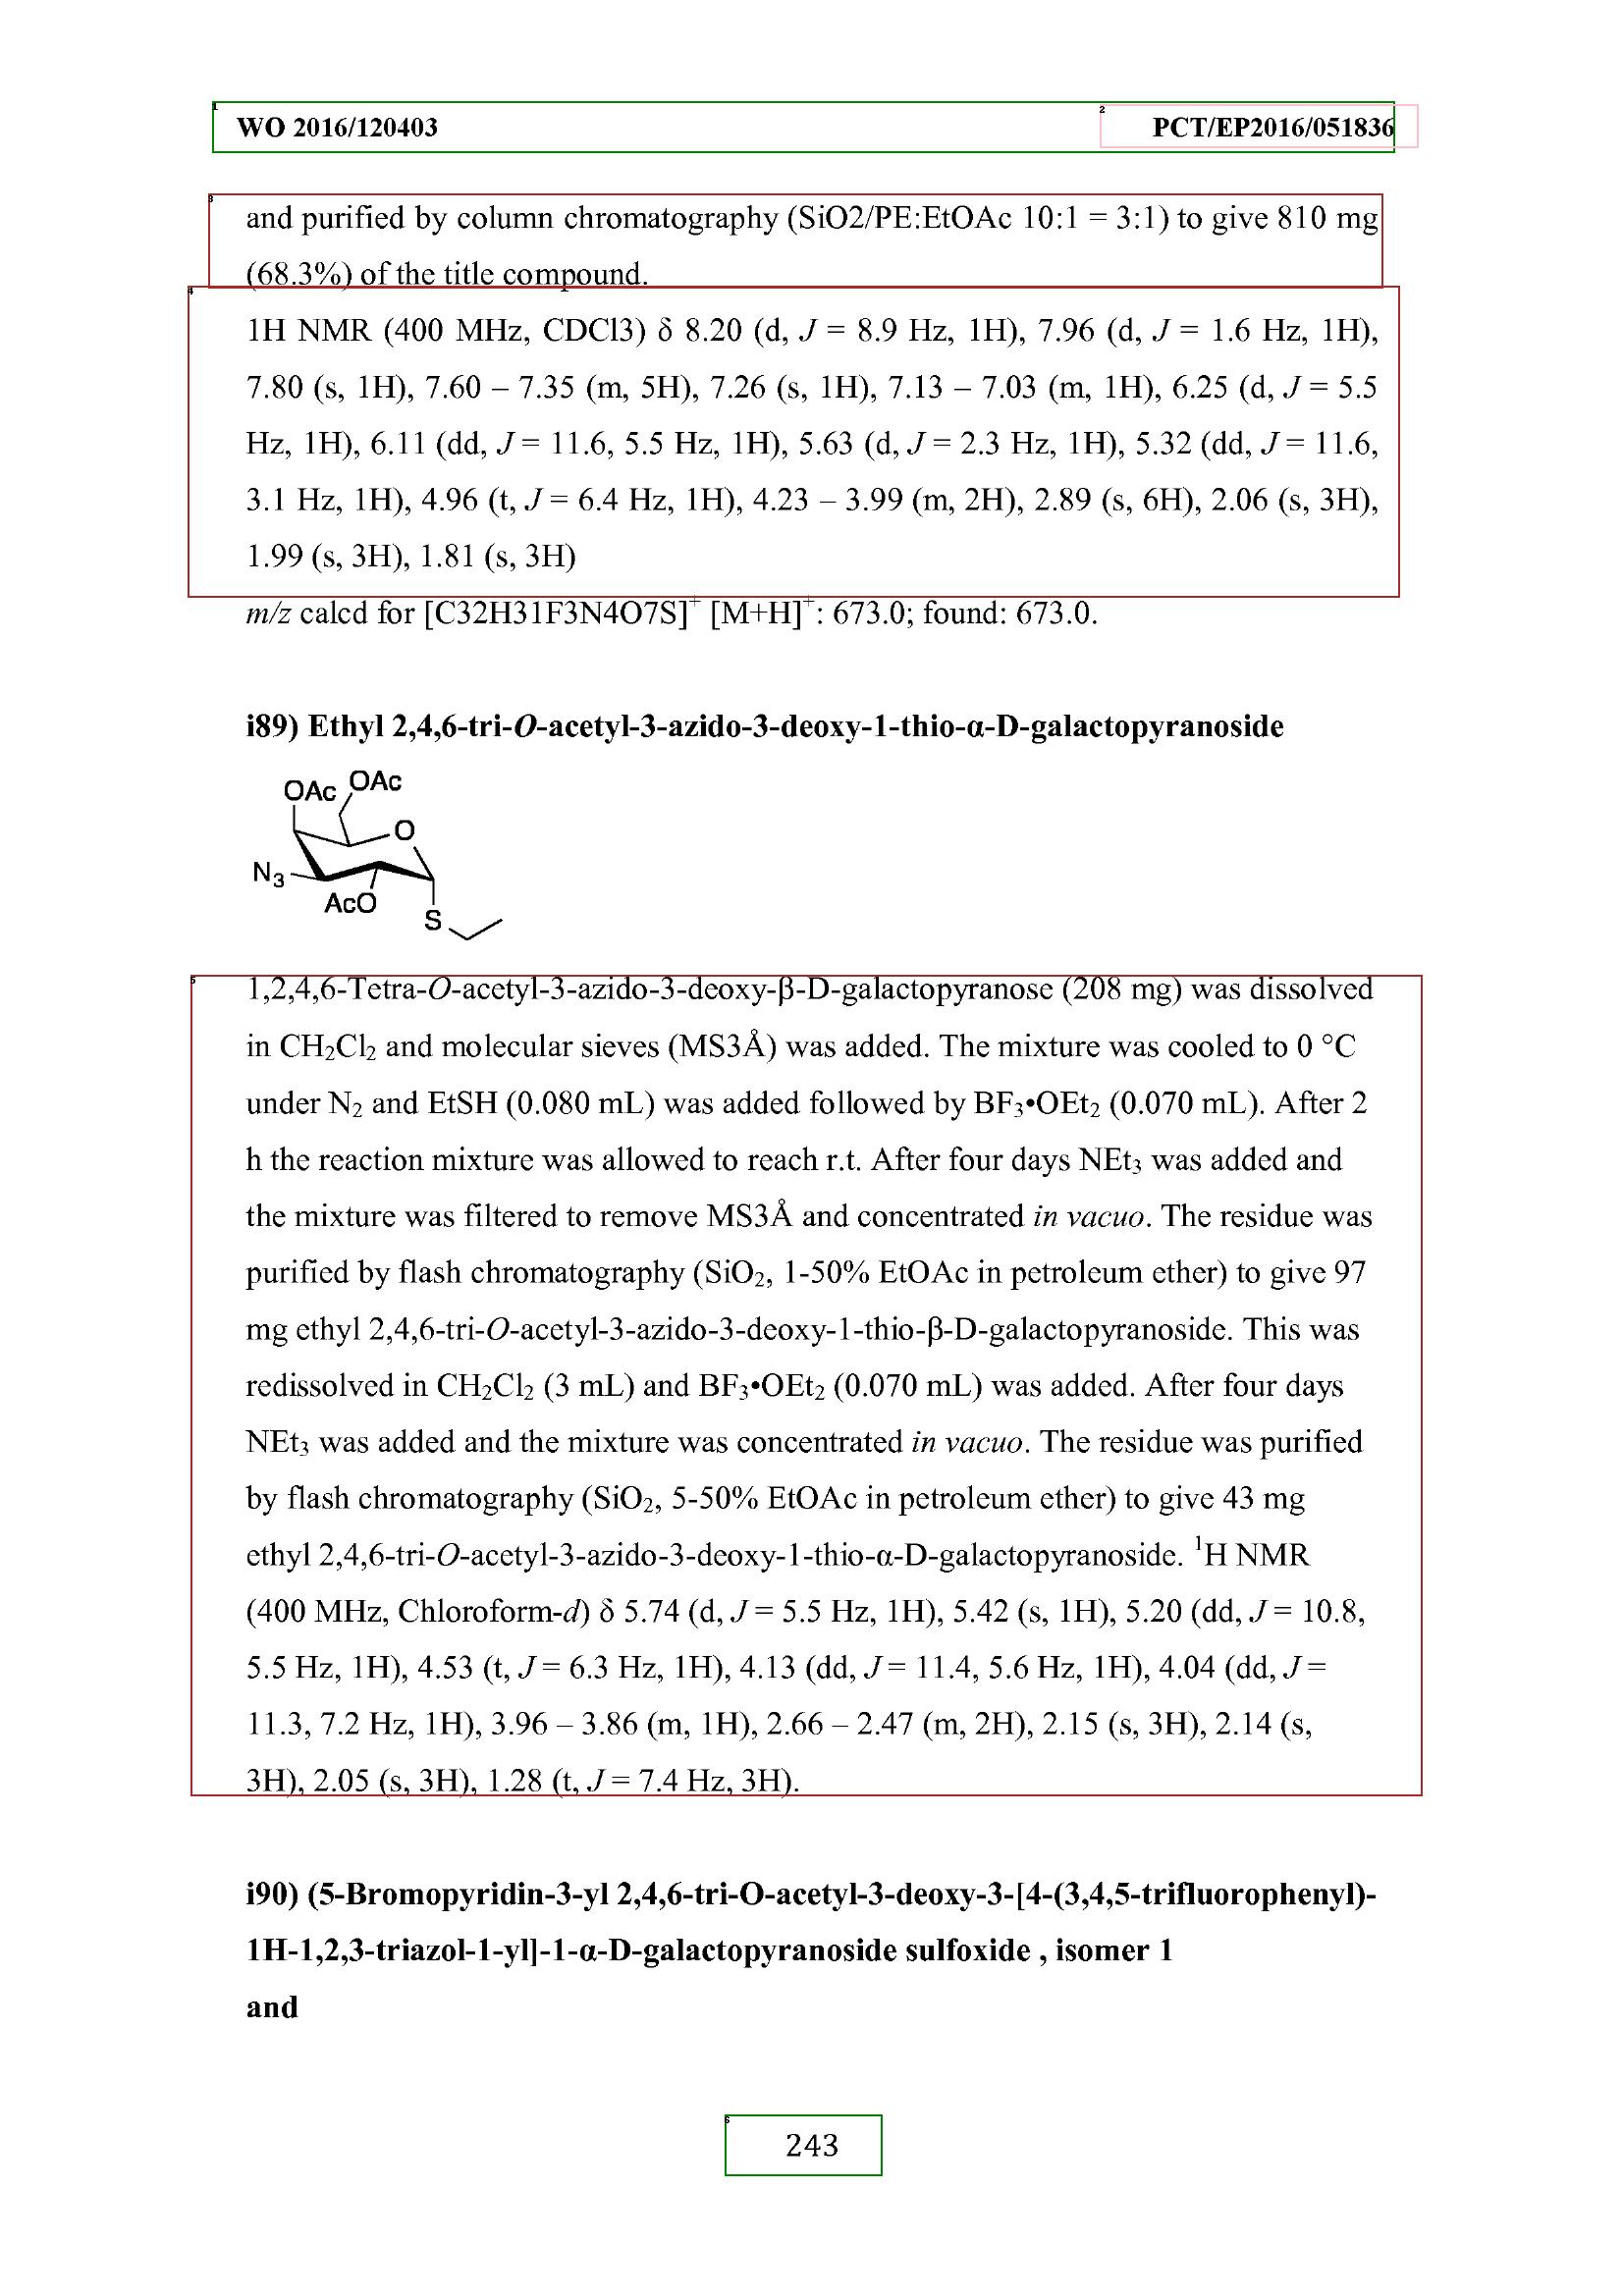 WO 2016/120403 PCT/EP2016/051836
and purified by column chromatography (SiO2/PE:EtOAc 10:1 = 3:1) to give 810 mg
(68.3%) of the title compound.
1H NMR (400 MHz, CDCl3) δ 8.20 (d, J = 8.9 Hz, 1H), 7.96 (d, J = 1.6 Hz, 1H),
7.80 (s, 1H), 7.60 – 7.35 (m, 5H), 7.26 (s, 1H), 7.13 – 7.03 (m, 1H), 6.25 (d, J = 5.5
Hz, 1H), 6.11 (dd, J = 11.6, 5.5 Hz, 1H), 5.63 (d, J = 2.3 Hz, 1H), 5.32 (dd, J = 11.6,
3.1 Hz, 1H), 4.96 (t, J = 6.4 Hz, 1H), 4.23 – 3.99 (m, 2H), 2.89 (s, 6H), 2.06 (s, 3H),
1.99 (s, 3H), 1.81 (s, 3H)
m/z calcd for [C32H31F3N4O7S]⁺ [M+H]⁺: 673.0; found: 673.0.
i89) Ethyl 2,4,6-tri-O-acetyl-3-azido-3-deoxy-1-thio-α-D-galactopyranoside
OAc OAc
O
N₃
AcO
S
1,2,4,6-Tetra-O-acetyl-3-azido-3-deoxy-β-D-galactopyranose (208 mg) was dissolved
in CH₂Cl₂ and molecular sieves (MS3Å) was added. The mixture was cooled to 0 °C
under N₂ and EtSH (0.080 mL) was added followed by BF₃•OEt₂ (0.070 mL). After 2
h the reaction mixture was allowed to reach r.t. After four days NEt₃ was added and
the mixture was filtered to remove MS3Å and concentrated in vacuo. The residue was
purified by flash chromatography (SiO₂, 1-50% EtOAc in petroleum ether) to give 97
mg ethyl 2,4,6-tri-O-acetyl-3-azido-3-deoxy-1-thio-β-D-galactopyranoside. This was
redissolved in CH₂Cl₂ (3 mL) and BF₃•OEt₂ (0.070 mL) was added. After four days
NEt₃ was added and the mixture was concentrated in vacuo. The residue was purified
by flash chromatography (SiO₂, 5-50% EtOAc in petroleum ether) to give 43 mg
ethyl 2,4,6-tri-O-acetyl-3-azido-3-deoxy-1-thio-α-D-galactopyranoside. ¹H NMR
(400 MHz, Chloroform-d) δ 5.74 (d, J = 5.5 Hz, 1H), 5.42 (s, 1H), 5.20 (dd, J = 10.8,
5.5 Hz, 1H), 4.53 (t, J = 6.3 Hz, 1H), 4.13 (dd, J = 11.4, 5.6 Hz, 1H), 4.04 (dd, J =
11.3, 7.2 Hz, 1H), 3.96 – 3.86 (m, 1H), 2.66 – 2.47 (m, 2H), 2.15 (s, 3H), 2.14 (s,
3H), 2.05 (s, 3H), 1.28 (t, J = 7.4 Hz, 3H).
i90) (5-Bromopyridin-3-yl 2,4,6-tri-O-acetyl-3-deoxy-3-[4-(3,4,5-trifluorophenyl)-
1H-1,2,3-triazol-1-yl]-1-α-D-galactopyranoside sulfoxide , isomer 1
and
243